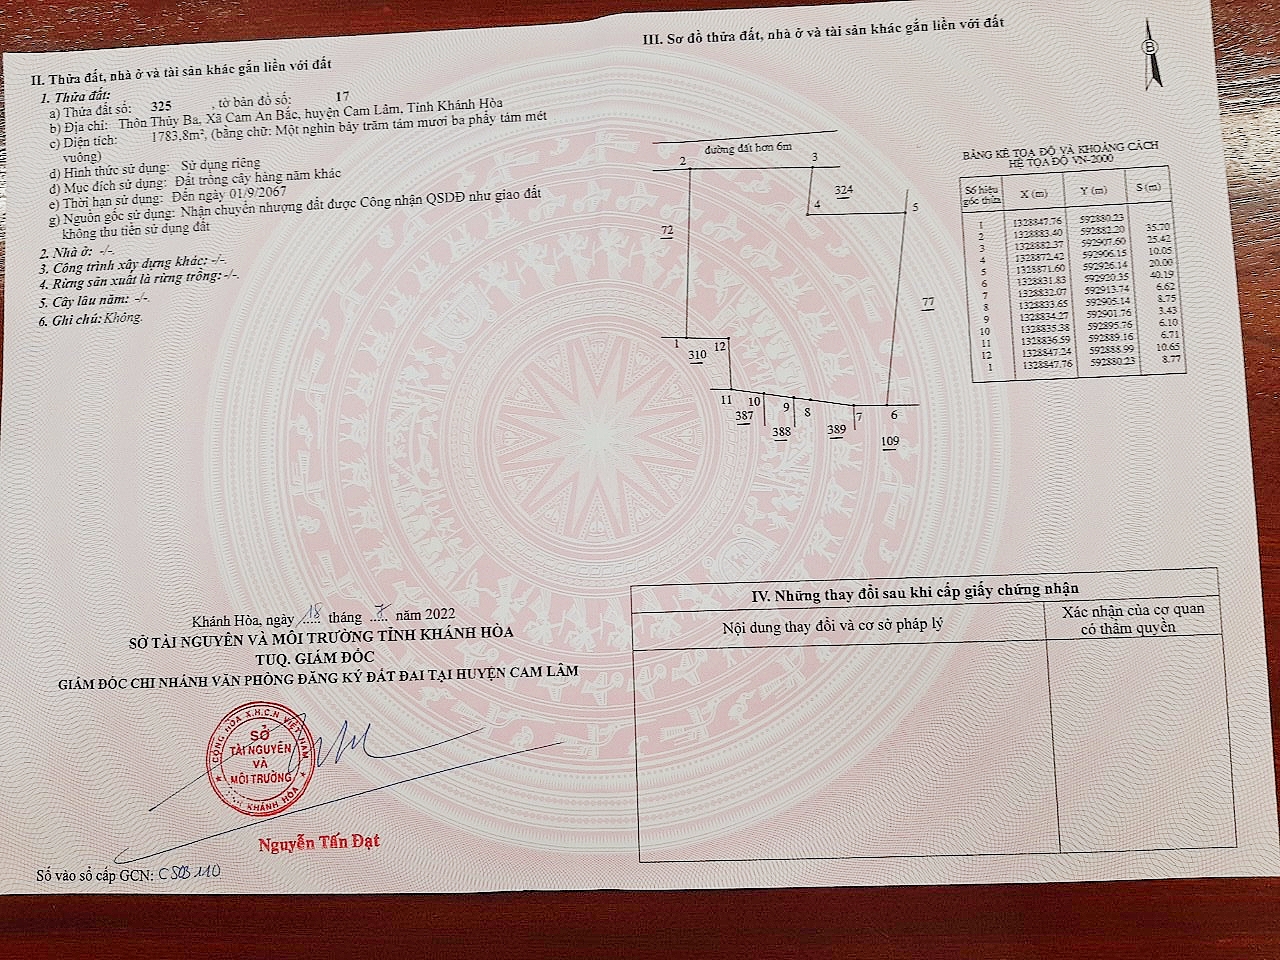 II. Thửa đất, nhà ở và tài sản khác gắn liền với đất
1. Thửa đất:
a) Thửa đất số: 325 , tờ bản đồ số: 17
b) Địa chỉ: Thôn Thủy Ba, Xã Cam An Bắc, huyện Cam Lâm, Tỉnh Khánh Hòa
c) Diện tích: 1783,8m², (bằng chữ: Một nghìn bảy trăm tám mươi ba phẩy tám mét
vuông)
d) Hình thức sử dụng: Sử dụng riêng
đ) Mục đích sử dụng: Đất trồng cây hàng năm khác
e) Thời hạn sử dụng: Đến ngày 01/9/2067
g) Nguồn gốc sử dụng: Nhận chuyển nhượng đất được Công nhận QSDĐ như giao đất
không thu tiền sử dụng đất
2. Nhà ở: -/-
3. Công trình xây dựng khác: -/-
4. Rừng sản xuất là rừng trồng: -/-.
5. Cây lâu năm: -/-
6. Ghi chú: Không.
Khánh Hòa, ngày 18 tháng 7 năm 2022
SỞ TÀI NGUYÊN VÀ MÔI TRƯỜNG TỈNH KHÁNH HÒA
TUQ. GIÁM ĐỐC
GIÁM ĐỐC CHI NHÁNH VĂN PHÒNG ĐĂNG KÝ ĐẤT ĐAI TẠI HUYỆN CAM LÂM
CỘNG HÒA X.H.C.N VIỆT NAM
SỞ
TÀI NGUYÊN
VÀ
MÔI TRƯỜNG
KHÁNH HÒA
Nguyễn Tấn Đạt
Số vào sổ cấp GCN: CS03110
III. Sơ đồ thửa đất, nhà ở và tài sản khác gắn liền với đất
B
đường đất hơn 6m
2 3
324
4 5
72
77
1 12
310
11 10 9 8 7 6
387 388 389 109
BẢNG KÊ TỌA ĐỘ VÀ KHOẢNG CÁCH
HỆ TỌA ĐỘ VN-2000
Số hiệu góc thửa X (m) Y (m) S (m)
1 1328847.76 592880.23
35.70
2 1328883.40 592882.20
25.42
3 1328882.37 592907.60
10.05
4 1328872.42 592906.15
20.00
5 1328871.60 592926.14
40.19
6 1328831.83 592920.35
6.62
7 1328832.07 592913.74
8.75
8 1328833.65 592905.14
3.43
9 1328834.27 592901.76
6.10
10 1328835.38 592895.76
6.71
11 1328836.59 592889.16
10.65
12 1328847.24 592888.99
8.77
1 1328847.76 592880.23
IV. Những thay đổi sau khi cấp giấy chứng nhận
Nội dung thay đổi và cơ sở pháp lý
Xác nhận của cơ quan
có thẩm quyền